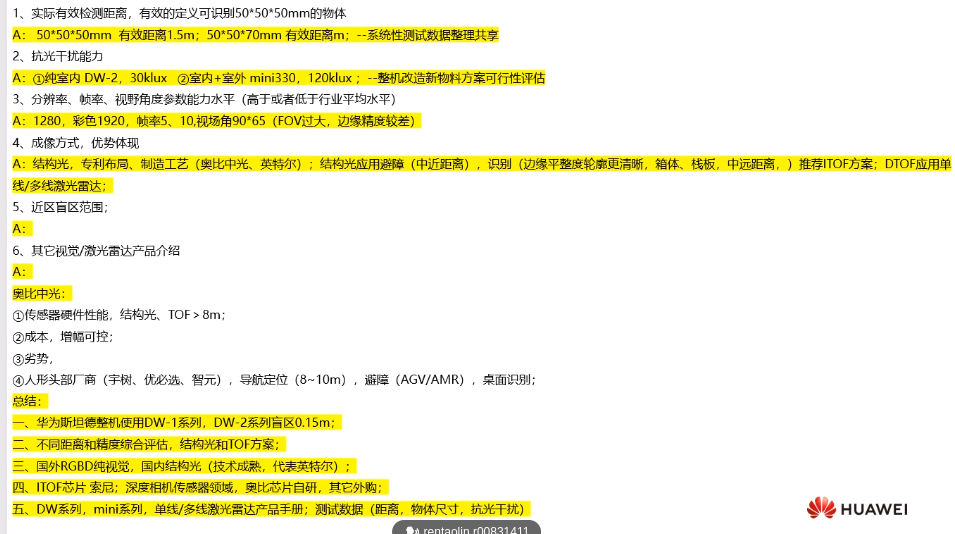 1、实际有效检测距离，有效的定义可识别50*50*50mm的物体
A： 50*50*50mm 有效距离1.5m；50*50*70mm 有效距离m；--系统性测试数据整理共享
2、抗光干扰能力
A：①纯室内 DW-2，30klux ②室内+室外 mini330，120klux ；--整机改造新物料方案可行性评估
3、分辨率、帧率、视野角度参数能力水平（高于或者低于行业平均水平）
A：1280，彩色1920，帧率5、10,视场角90*65（FOV过大，边缘精度较差）
4、成像方式，优势体现
A：结构光，专利布局、制造工艺（奥比中光、英特尔）；结构光应用避障（中近距离），识别（边缘平整度轮廓更清晰，箱体、栈板，中远距离，）推荐ITOF方案；DTOF应用单
线/多线激光雷达；
5、近区盲区范围；
A：
6、其它视觉/激光雷达产品介绍
A：
奥比中光：
①传感器硬件性能，结构光、TOF＞8m；
②成本，增幅可控；
③劣势，
④人形头部厂商（宇树、优必选、智元），导航定位（8~10m），避障（AGV/AMR），桌面识别；
总结：
一、华为斯坦德整机使用DW-1系列，DW-2系列盲区0.15m；
二、不同距离和精度综合评估，结构光和TOF方案；
三、国外RGBD纯视觉，国内结构光（技术成熟，代表英特尔）；
四、ITOF芯片 索尼；深度相机传感器领域，奥比芯片自研，其它外购；
五、DW系列，mini系列，单线/多线激光雷达产品手册；测试数据（距离，物体尺寸，抗光干扰）
HUAWEI
rentaolin r00831411